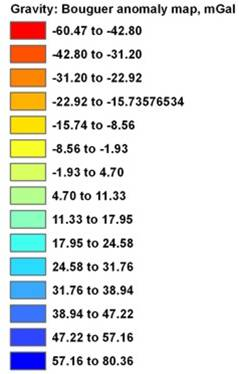 Gravity: Bouguer anomaly map, mGal
-60.47 to -42.80
-42.80 to -31.20
-31.20 to -22.92
-22.92 to -15.73576534
-15.74 to -8.56
-8.56 to -1.93
-1.93 to 4.70
4.70 to 11.33
11.33 to 17.95
17.95 to 24.58
24.58 to 31.76
31.76 to 38.94
38.94 to 47.22
47.22 to 57.16
57.16 to 80.36